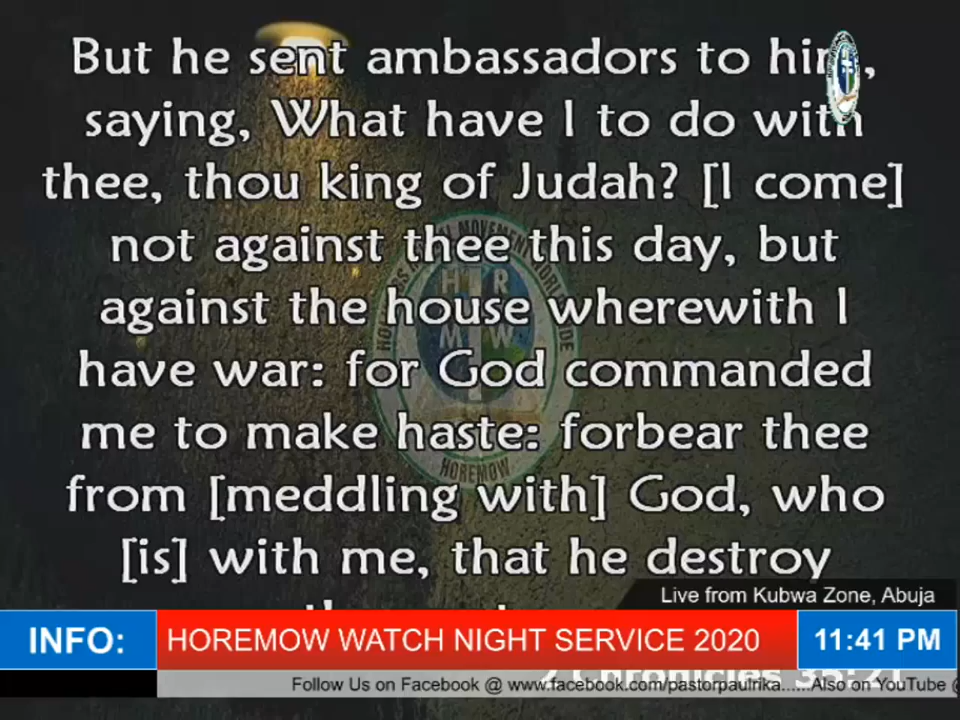 But he sent ambassadors to him,
saying, What have I to do with
thee, thou king of Judah? [I come]
not against thee this day, but
against the house wherewith I
have war: for God commanded
me to make haste: forbear thee
from [meddling with] God, who
[is] with me, that he destroy
HOREMOW
Live from Kubwa Zone, Abuja
INFO:
HOREMOW WATCH NIGHT SERVICE 2020
11:41 PM
2 Chronicles 35:21
Follow Us on Facebook @ www.facebook.com/pastorpaulrika......Also on YouTube @